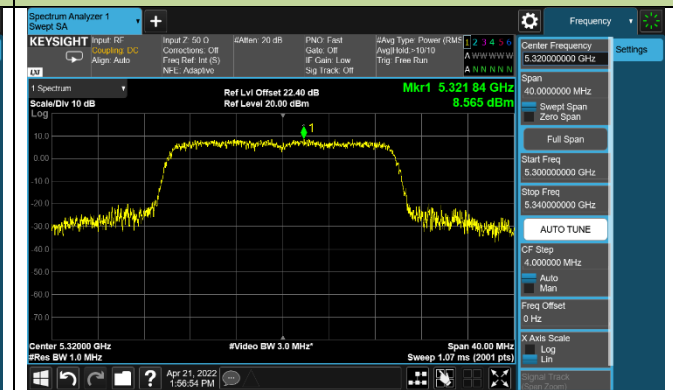 Spectrum Analyzer 1
Swept SA
+
Frequency
KEYSIGHT
Input: RF
Coupling: DC
Align: Auto
Input Z: 50 Ω
Corrections: Off
Freq Ref: Int (S)
NFE: Adaptive
#Atten: 20 dB
PNO: Fast
Gate: Off
IF Gain: Low
Sig Track: Off
#Avg Type: Power (RMS
Avg|Hold:>10/10
Trig: Free Run
1 2 3 4 5 6
A W W W W W
A N N N N N
LXI
Center Frequency
5.320000000 GHz
Settings
Span
40.0000000 MHz
Swept Span
Zero Span
Full Span
Start Freq
5.300000000 GHz
Stop Freq
5.340000000 GHz
AUTO TUNE
CF Step
4.000000 MHz
Auto
Man
Freq Offset
0 Hz
X Axis Scale
Log
Lin
Signal Track
(Span Zoom)
1 Spectrum
Scale/Div 10 dB
Log
Ref Lvl Offset 22.40 dB
Ref Level 20.00 dBm
Mkr1 5.321 84 GHz
8.565 dBm
1
10.0
0.00
-10.0
-20.0
-30.0
-40.0
-50.0
-60.0
-70.0
Center 5.32000 GHz
#Res BW 1.0 MHz
#Video BW 3.0 MHz*
Span 40.00 MHz
Sweep 1.07 ms (2001 pts)
?
Apr 21, 2022
1:56:54 PM